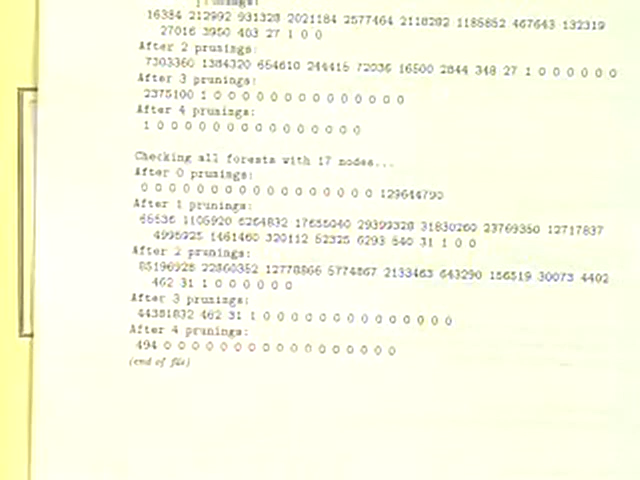 prunings:
16384 212992 931328 2021184 2577464 2118292 1185852 467643 132319
27016 3950 403 27 1 0 0
After 2 prunings:
7303360 1384320 654610 244415 72036 16500 2844 348 27 1 0 0 0 0 0 0
After 3 prunings:
2375100 1 0 0 0 0 0 0 0 0 0 0 0 0 0 0
After 4 prunings:
1 0 0 0 0 0 0 0 0 0 0 0 0 0 0 0
Checking all forests with 17 nodes...
After 0 prunings:
0 0 0 0 0 0 0 0 0 0 0 0 0 0 0 0 0 129644790
After 1 prunings:
65536 1105920 6264832 17655040 29399328 31830260 23769350 12717837
4995925 1461460 320112 52325 6293 540 31 1 0 0
After 2 prunings:
85196928 22860352 12778866 5774867 2133463 643290 156519 30073 4402
462 31 1 0 0 0 0 0 0
After 3 prunings:
44381832 462 31 1 0 0 0 0 0 0 0 0 0 0 0 0 0 0
After 4 prunings:
494 0 0 0 0 0 0 0 0 0 0 0 0 0 0 0 0 0
(end of file)